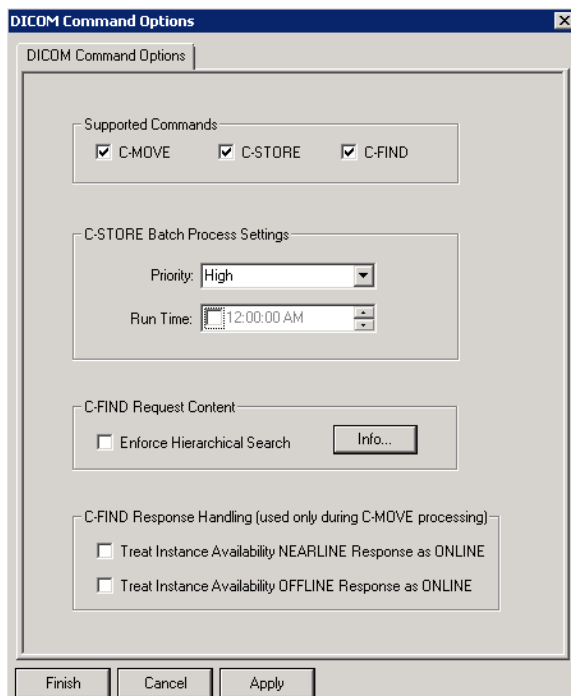 DICOM Command Options
DICOM Command Options
Supported Commands
C-MOVE C-STORE C-FIND
C-STORE Batch Process Settings
Priority: High
Run Time: 12:00:00 AM
C-FIND Request Content
Enforce Hierarchical Search Info...
C-FIND Response Handling (used only during C-MOVE processing)
Treat Instance Availability NEARLINE Response as ONLINE
Treat Instance Availability OFFLINE Response as ONLINE
Finish Cancel Apply